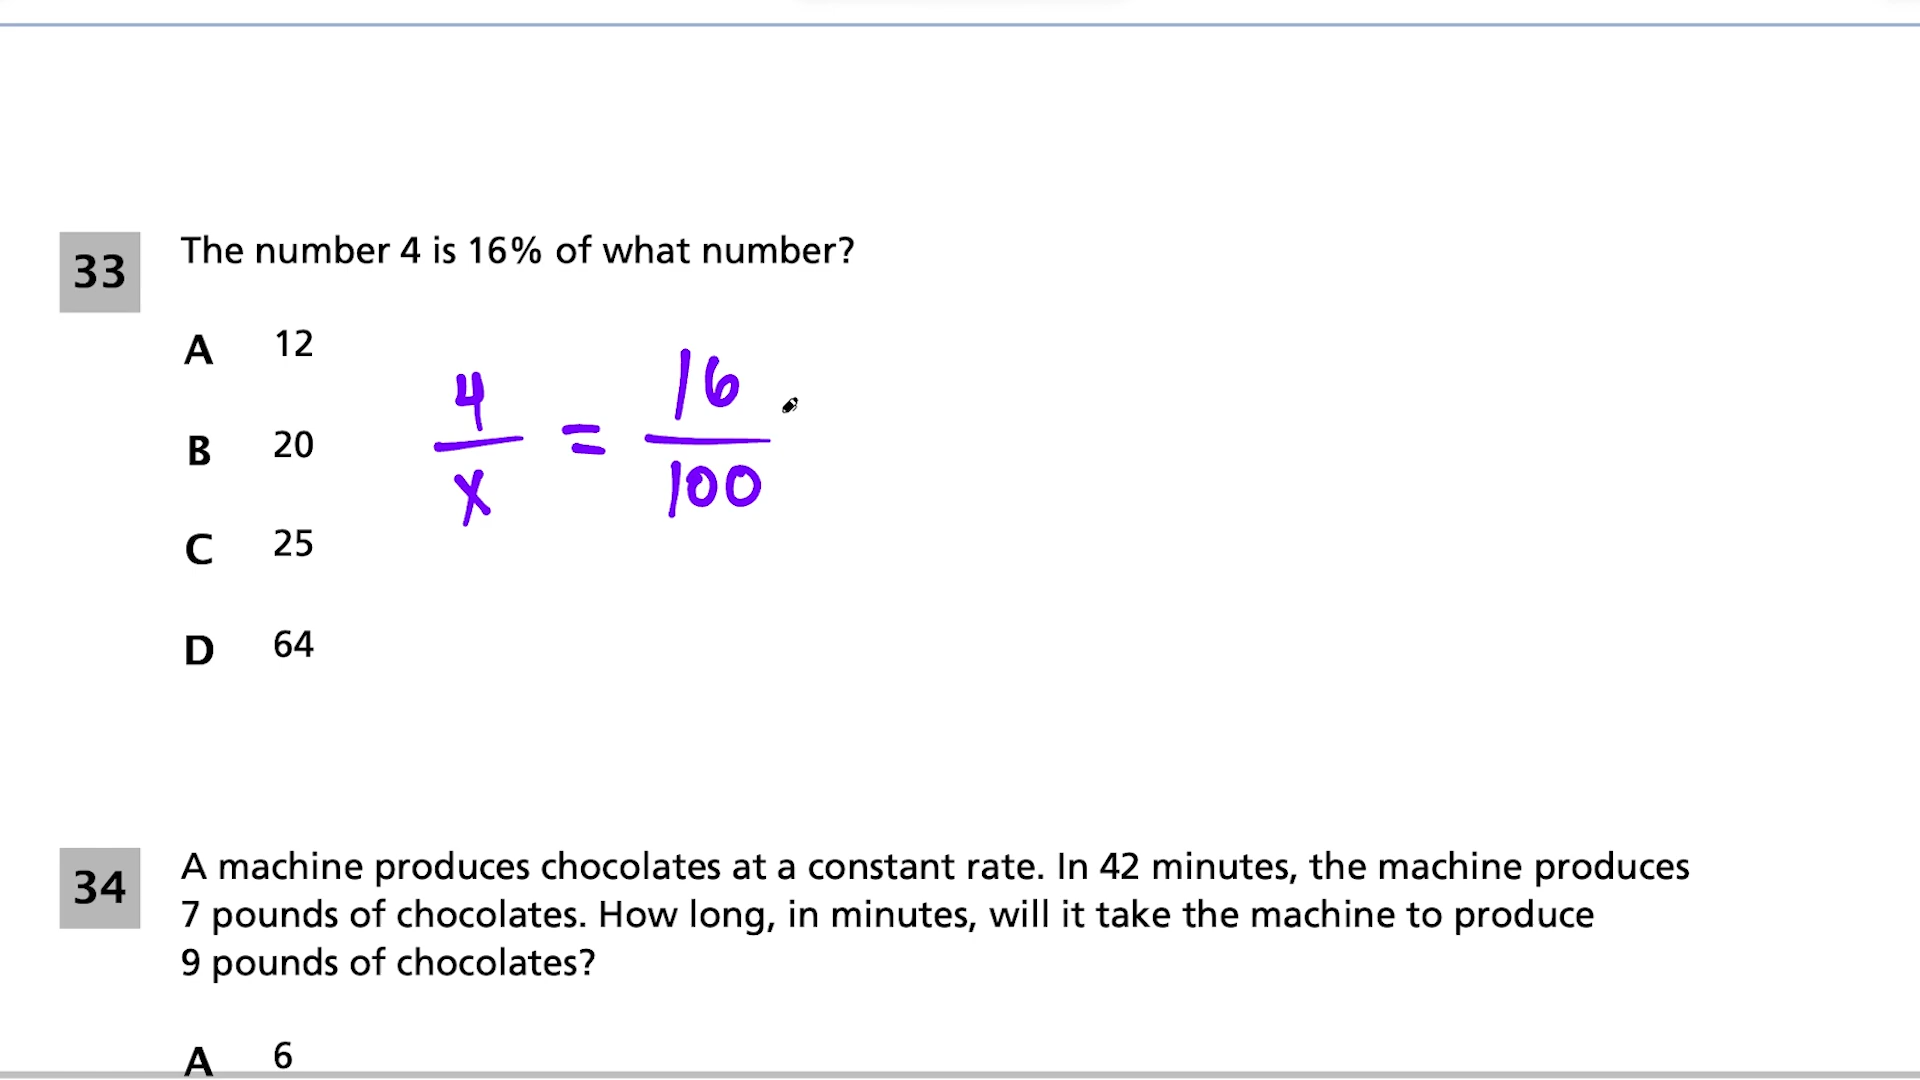 33 The number 4 is 16% of what number?
A 12
B 20
C 25
D 64
4/x = 16/100
34 A machine produces chocolates at a constant rate. In 42 minutes, the machine produces
7 pounds of chocolates. How long, in minutes, will it take the machine to produce
9 pounds of chocolates?
A 6